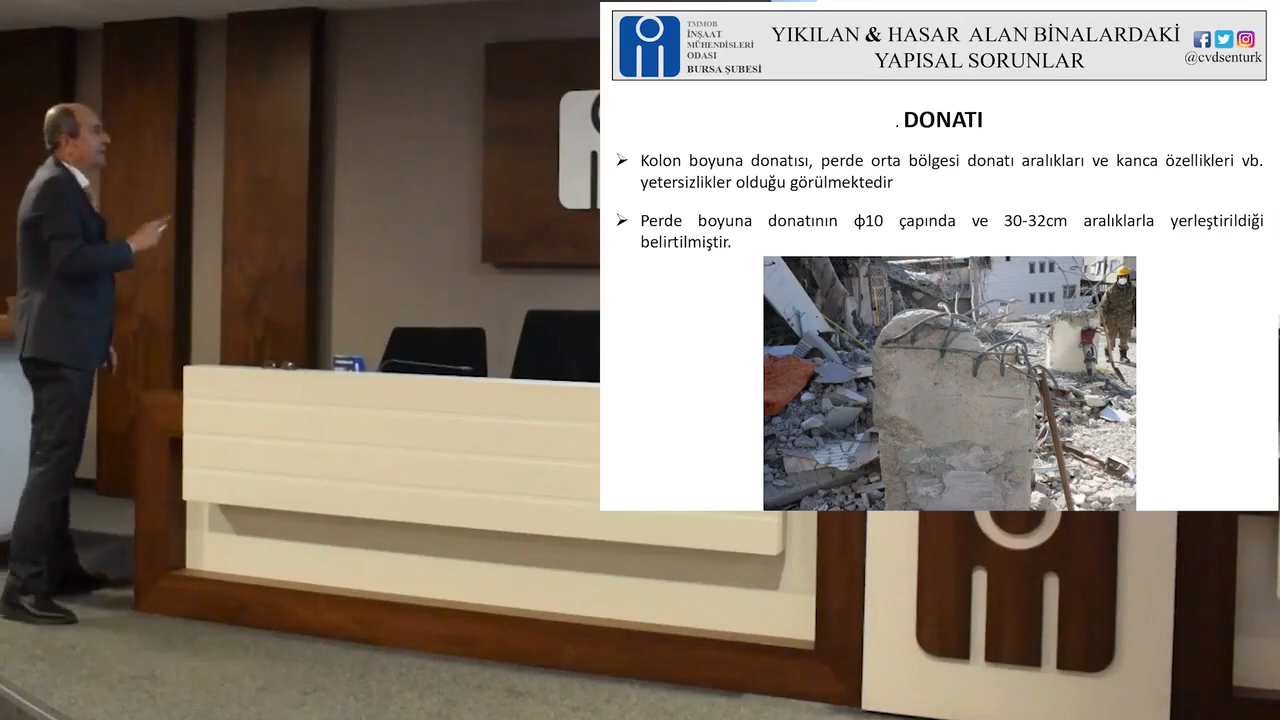 TMMOB
İNŞAAT
MÜHENDİSLERİ
ODASI
BURSA ŞUBESİ
YIKILAN & HASAR ALAN BİNALARDAKİ
YAPISAL SORUNLAR
@cvdsenturk
. DONATI
➢ Kolon boyuna donatısı, perde orta bölgesi donatı aralıkları ve kanca özellikleri vb.
yetersizlikler olduğu görülmektedir
➢ Perde boyuna donatının ϕ10 çapında ve 30-32cm aralıklarla yerleştirildiği
belirtilmiştir.